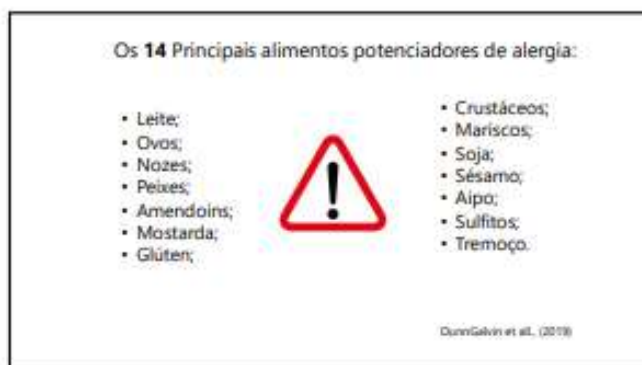 Os 14 Principais alimentos potenciadores de alergia:
• Leite;
• Ovos;
• Nozes;
• Peixes;
• Amendoins;
• Mostarda;
• Glúten;
• Crustáceos;
• Mariscos;
• Soja;
• Sésamo;
• Aipo;
• Sulfitos;
• Tremoço.
DunnGalvin et all., (2019)